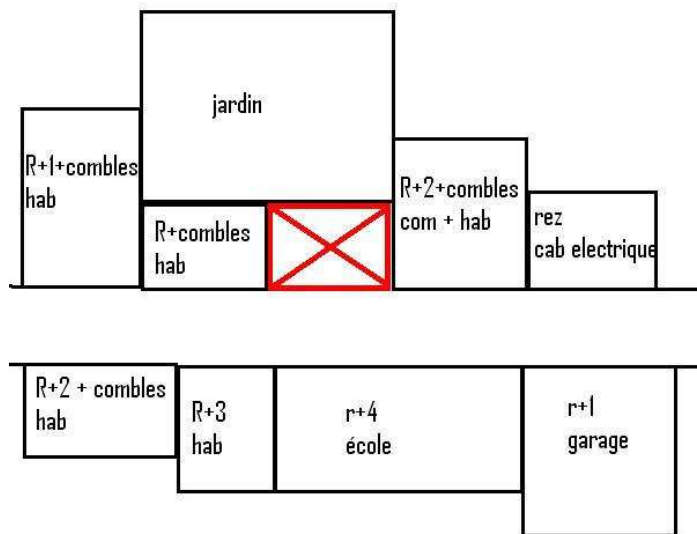 jardin
R+1+combles
hab
R+combles
hab
R+2+combles
com + hab
rez
cab electrique
R+2 + combles
hab
R+3
hab
r+4
école
r+1
garage